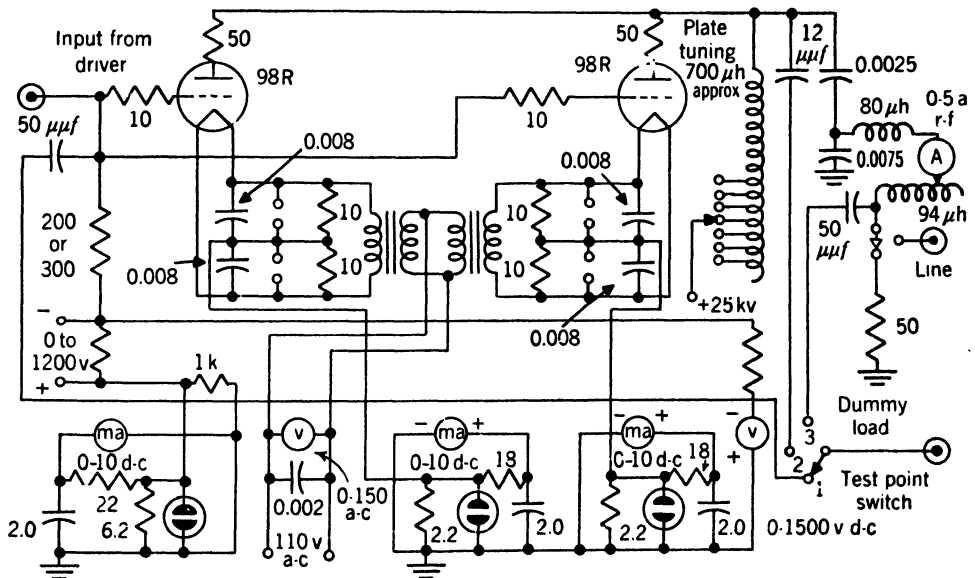 Input from
driver
50 μμf
10
50
98R
10
50
98R
Plate
tuning
700 μh
approx
12
μμf
0.0025
80 μh
0-5 a
r-f
A
0.0075
94 μh
50
μμf
Line
50
0.008
0.008
10
10
10
10
0.008
0.008
+25 kv
200
or
300
−
0 to
1200 v
+
1 k
ma
0-10 d-c
22
6.2
2.0
v
0.002
0-150
a-c
110 v
a-c
− ma +
0-10 d-c
18
2.2
2.0
− ma +
0-10 d-c
18
2.2
2.0
−
v
+
0-1500 v d-c
3
2
1
Dummy
load
Test point
switch